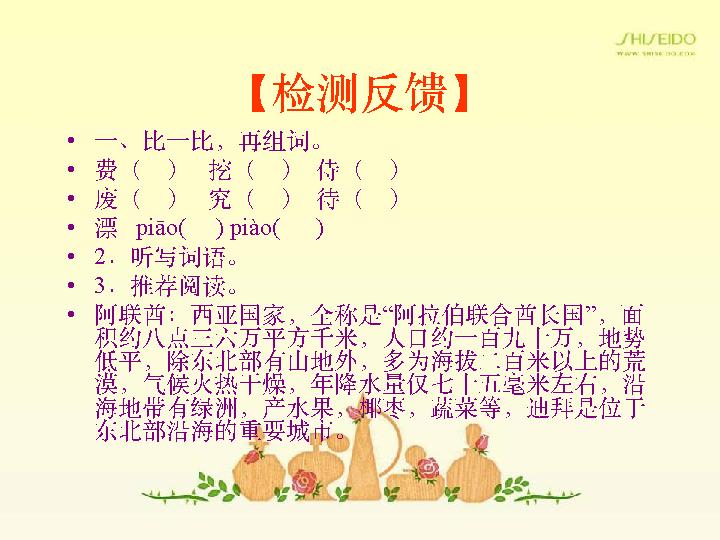 SHISEIDO
WWW.SHISEIDO.COM
【检测反馈】
• 一、比一比，再组词。
• 费（ ） 挖（ ） 侍（ ）
• 废（ ） 究（ ） 待（ ）
• 漂 piāo( ) piào( )
• 2．听写词语。
• 3．推荐阅读。
• 阿联酋：西亚国家，全称是“阿拉伯联合酋长国”，面
积约八点三六万平方千米，人口约一百九十万，地势
低平，除东北部有山地外，多为海拔二百米以上的荒
漠，气候炎热干燥，年降水量仅七十五毫米左右，沿
海地带有绿洲，产水果，椰枣，蔬菜等，迪拜是位于
东北部沿海的重要城市。